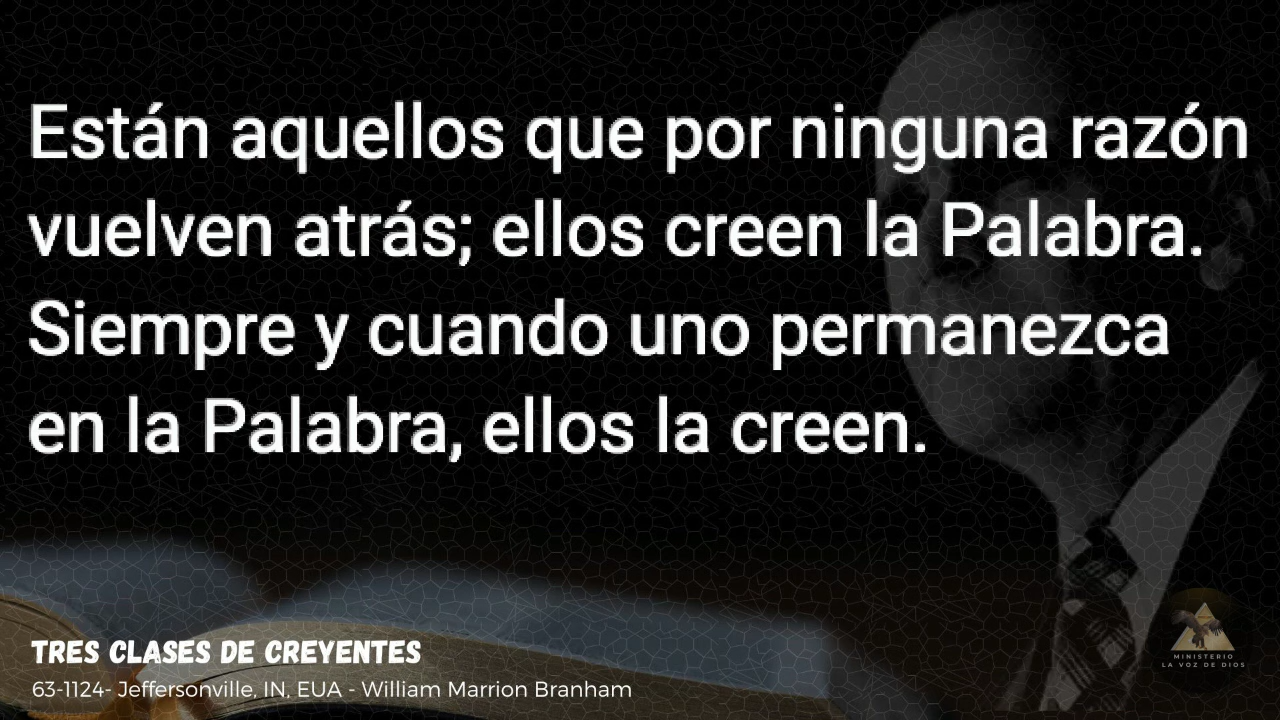 Están aquellos que por ninguna razón
vuelven atrás; ellos creen la Palabra.
Siempre y cuando uno permanezca
en la Palabra, ellos la creen.
TRES CLASES DE CREYENTES
63-1124- Jeffersonville, IN, EUA - William Marrion Branham
MINISTERIO
LA VOZ DE DIOS